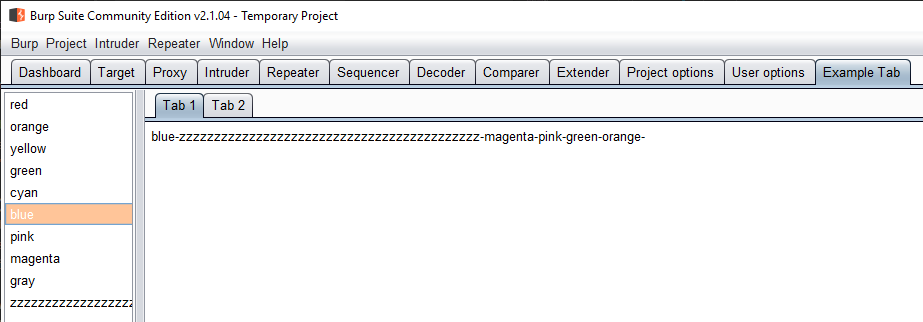 Burp Suite Community Edition v2.1.04 - Temporary Project
Burp Project Intruder Repeater Window Help
Dashboard Target Proxy Intruder Repeater Sequencer Decoder Comparer Extender Project options User options Example Tab
red
orange
yellow
green
cyan
blue
pink
magenta
gray
zzzzzzzzzzzzzzzzzz
Tab 1 Tab 2
blue-zzzzzzzzzzzzzzzzzzzzzzzzzzzzzzzzzzzzzzzzzzz-magenta-pink-green-orange-